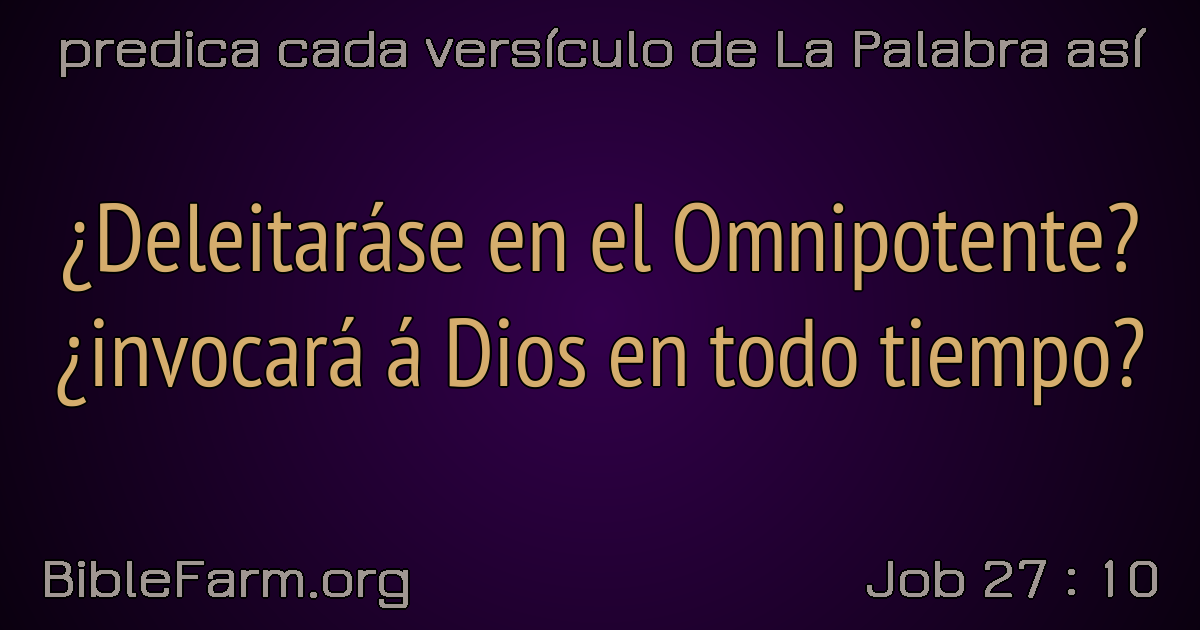 predica cada versículo de La Palabra así
¿Deleitaráse en el Omnipotente?
¿invocará á Dios en todo tiempo?
BibleFarm.org
Job 27 : 10